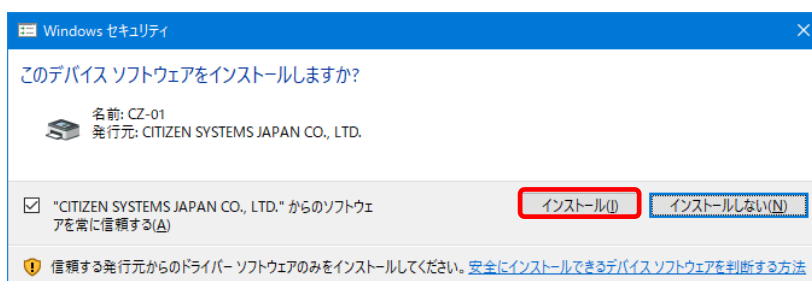 Windows セキュリティ
このデバイス ソフトウェアをインストールしますか?
名前: CZ-01
発行元: CITIZEN SYSTEMS JAPAN CO., LTD.
"CITIZEN SYSTEMS JAPAN CO., LTD." からのソフトウェ
アを常に信頼する(A)
インストール(I)
インストールしない(N)
信頼する発行元からのドライバー ソフトウェアのみをインストールしてください。安全にインストールできるデバイス ソフトウェアを判断する方法